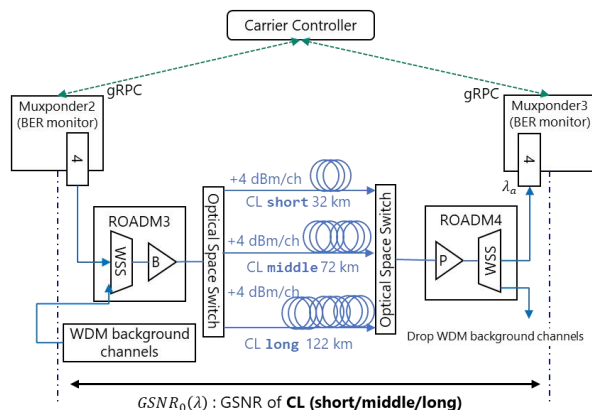 Carrier Controller
gRPC
gRPC
Muxponder2
(BER monitor)
4
Muxponder3
(BER monitor)
4
λa
ROADM3
WSS
B
Optical Space Switch
+4 dBm/ch
CL short 32 km
+4 dBm/ch
CL middle 72 km
+4 dBm/ch
CL long 122 km
Optical Space Switch
ROADM4
P
WSS
WDM background
channels
Drop WDM background channels
GSNR₀(λ) : GSNR of CL (short/middle/long)